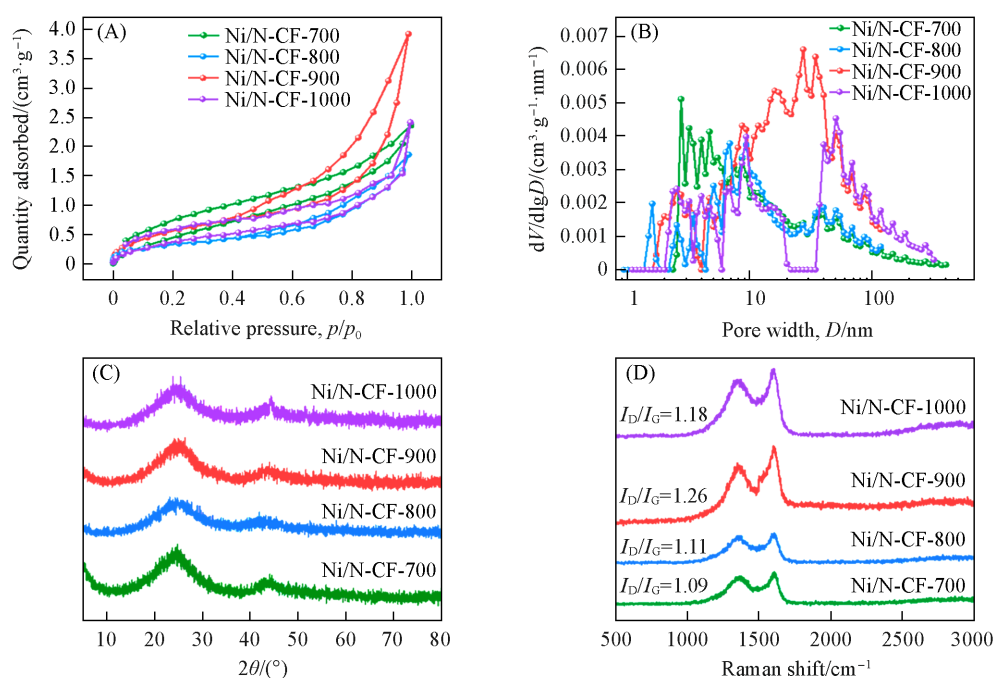 (A)
Ni/N-CF-700
Ni/N-CF-800
Ni/N-CF-900
Ni/N-CF-1000
Quantity adsorbed/(cm³·g⁻¹)
4.0
3.5
3.0
2.5
2.0
1.5
1.0
0.5
0
0 0.2 0.4 0.6 0.8 1.0
Relative pressure, p/p₀
(B)
Ni/N-CF-700
Ni/N-CF-800
Ni/N-CF-900
Ni/N-CF-1000
dV/dlgD/(cm³·g⁻¹·nm⁻¹)
0.007
0.006
0.005
0.004
0.003
0.002
0.001
0
1 10 100
Pore width, D/nm
(C)
Ni/N-CF-1000
Ni/N-CF-900
Ni/N-CF-800
Ni/N-CF-700
10 20 30 40 50 60 70 80
2θ/(°)
(D)
Ni/N-CF-1000
I_D/I_G=1.18
Ni/N-CF-900
I_D/I_G=1.26
Ni/N-CF-800
I_D/I_G=1.11
Ni/N-CF-700
I_D/I_G=1.09
500 1000 1500 2000 2500 3000
Raman shift/cm⁻¹